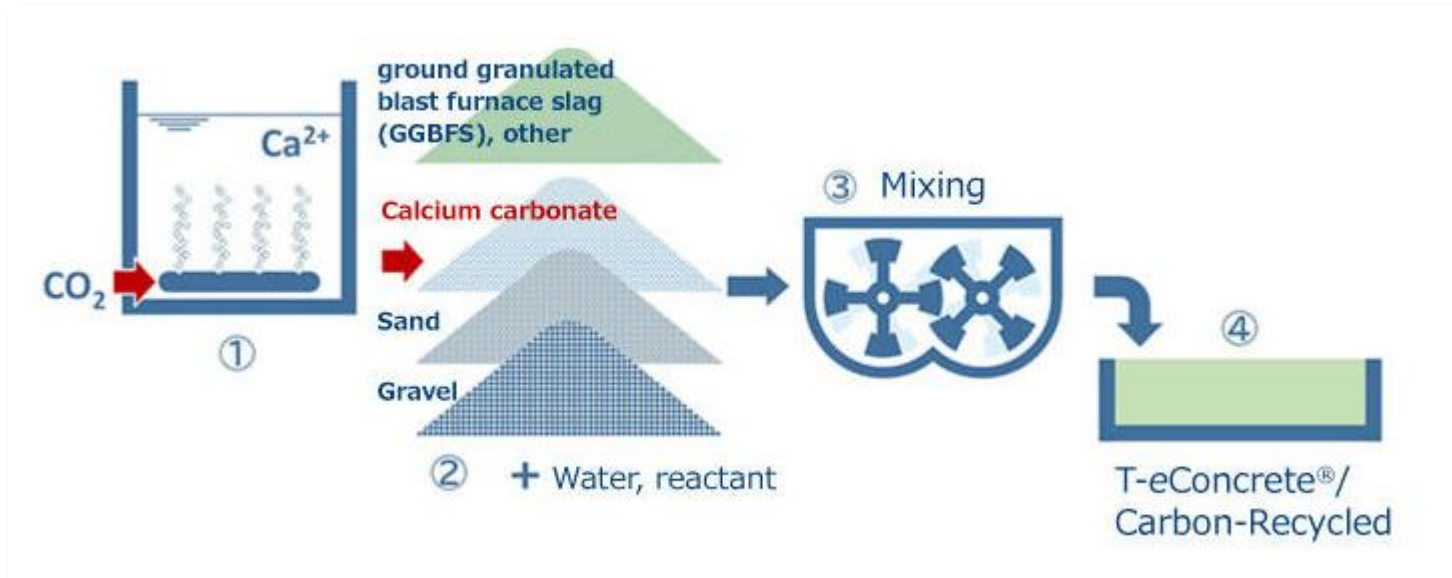 Ca²⁺
CO₂
①
ground granulated
blast furnace slag
(GGBFS), other
Calcium carbonate
Sand
Gravel
② + Water, reactant
③ Mixing
④
T-eConcrete®/
Carbon-Recycled